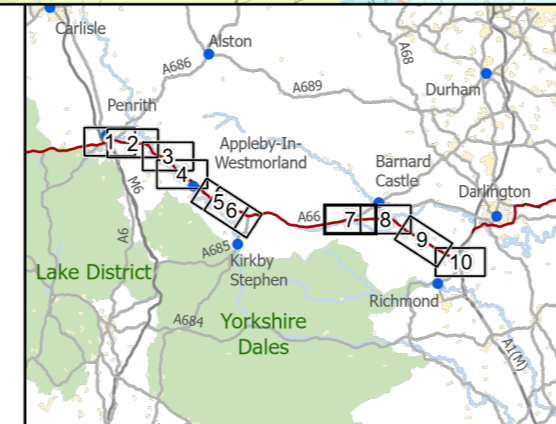 Carlisle
Alston
A686
A68
A689
Durham
Penrith
1
2
3
4
Appleby-In-
Westmorland
Barnard
Castle
Darlington
M6
5
6
A66
7
8
9
10
A6
A685
Kirkby
Stephen
Lake District
Richmond
A684
Yorkshire
Dales
A1(M)